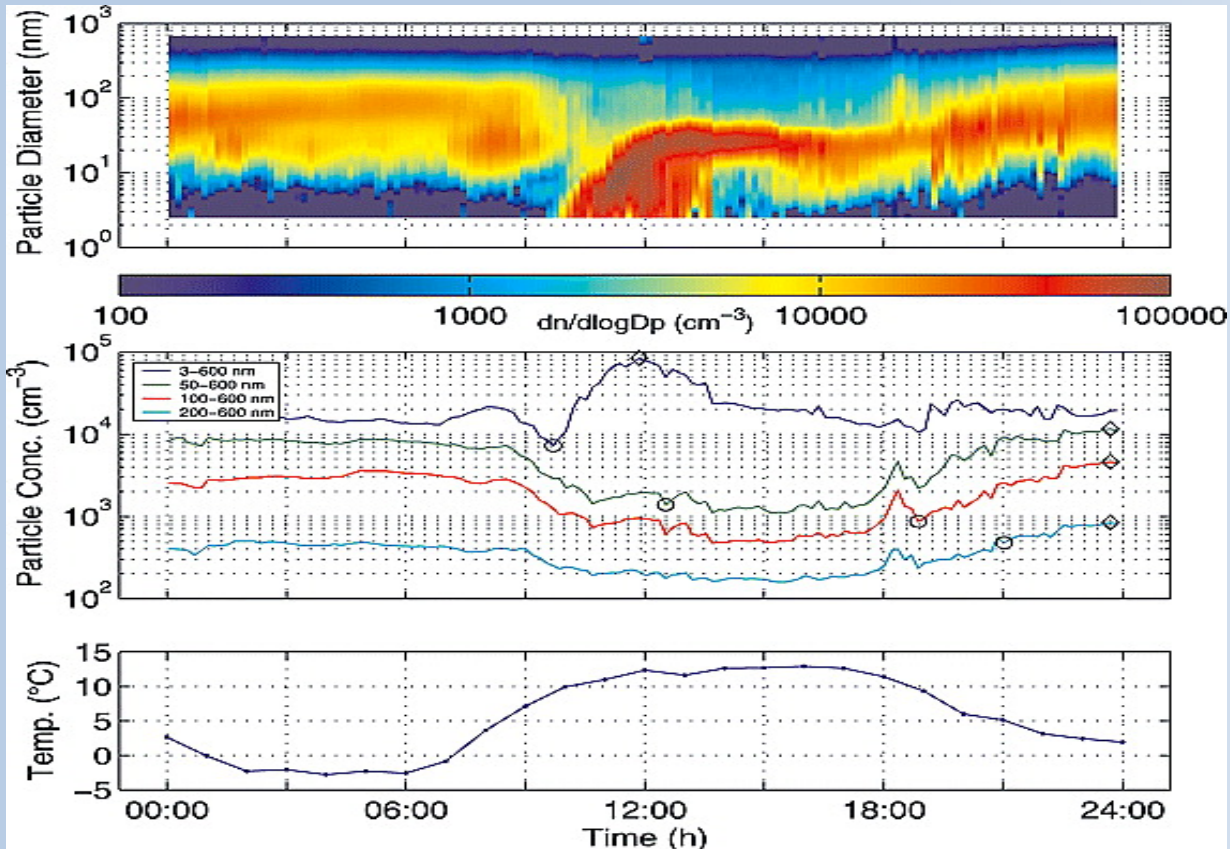 Particle Diameter (nm)
10³
10²
10¹
10⁰
100 1000 10000 100000
dn/dlogDp (cm⁻³)
Particle Conc. (cm⁻³)
10⁵
10⁴
10³
10²
3–600 nm
50–600 nm
100–600 nm
200–600 nm
Temp. (°C)
15
10
5
0
−5
00:00 06:00 12:00 18:00 24:00
Time (h)